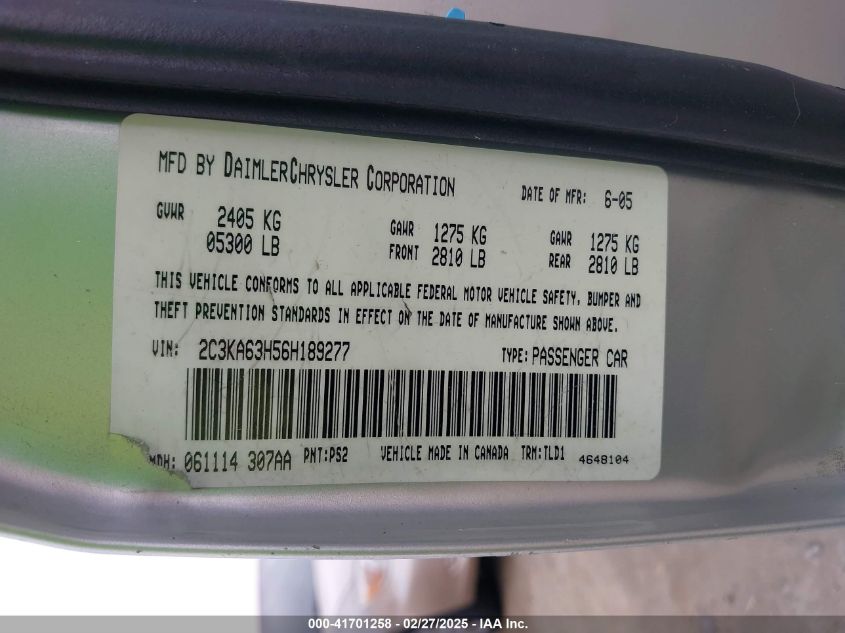 MFD BY DAIMLERCHRYSLER CORPORATION DATE OF MFR: 6-05
GVWR 2405 KG GAWR 1275 KG GAWR 1275 KG
05300 LB FRONT 2810 LB REAR 2810 LB
THIS VEHICLE CONFORMS TO ALL APPLICABLE FEDERAL MOTOR VEHICLE SAFETY, BUMPER AND
THEFT PREVENTION STANDARDS IN EFFECT ON THE DATE OF MANUFACTURE SHOWN ABOVE.
VIN: 2C3KA63H56H189277 TYPE: PASSENGER CAR
MDH: 061114 307AA PNT: PS2 VEHICLE MADE IN CANADA TRM: TLD1 4648104
000-41701258 - 02/27/2025 - IAA Inc.